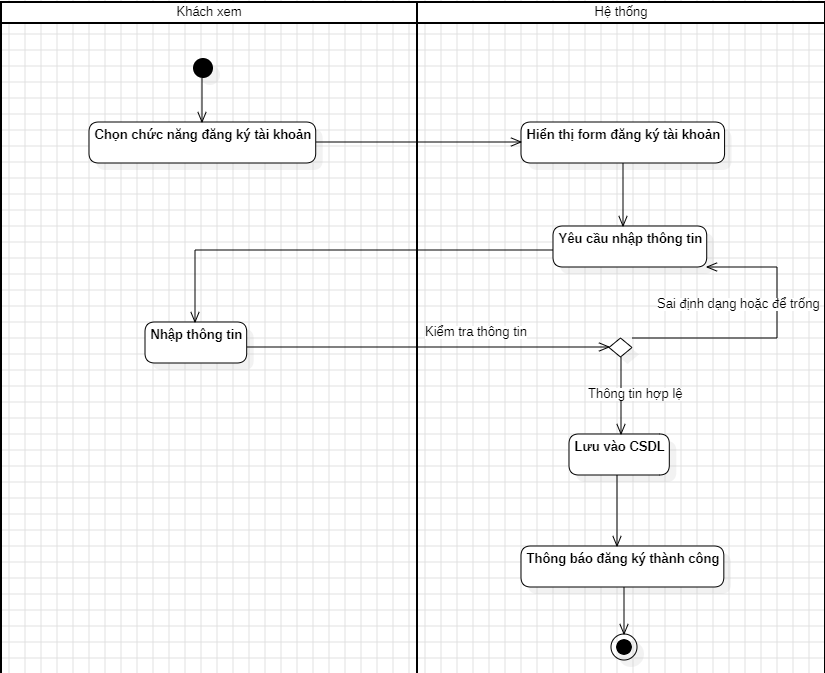 Khách xem
Hệ thống
Chọn chức năng đăng ký tài khoản
Hiển thị form đăng ký tài khoản
Yêu cầu nhập thông tin
Sai định dạng hoặc để trống
Nhập thông tin
Kiểm tra thông tin
Thông tin hợp lệ
Lưu vào CSDL
Thông báo đăng ký thành công